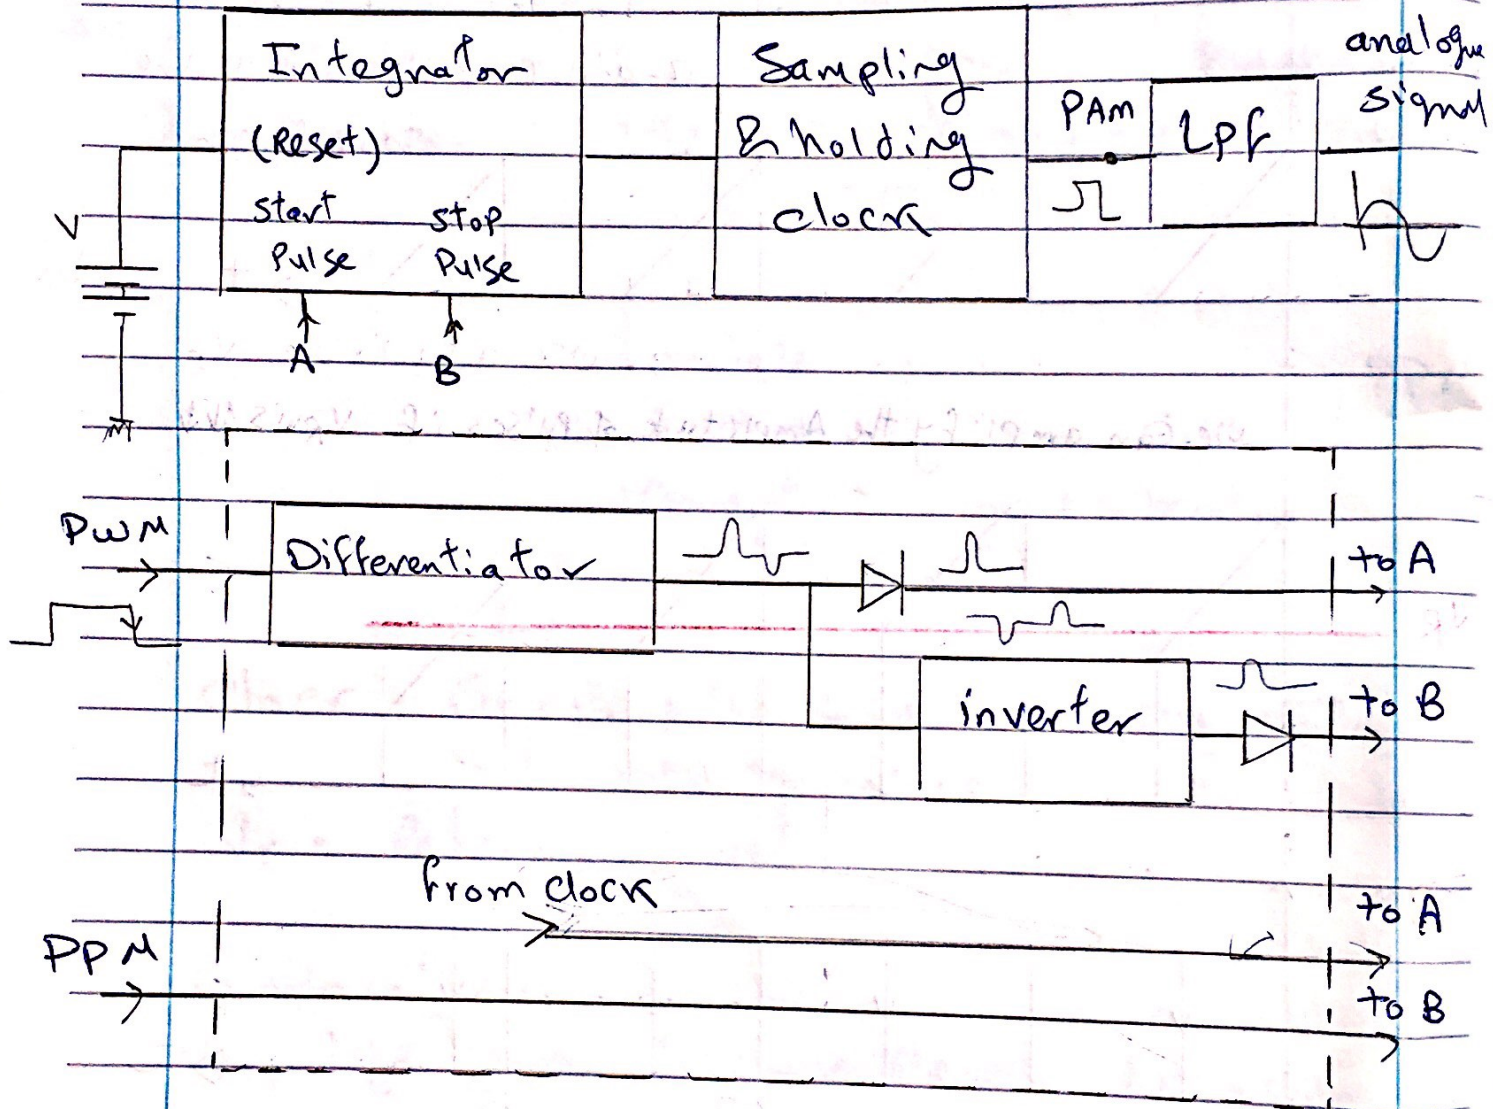 Integrator
(Reset)
start stop
Pulse Pulse
A
B
V
Sampling
& holding
clock
PAM
LPF
analogue
signal
PWM
Differentiator
to A
inverter
to B
from clock
to A
PPM
to B